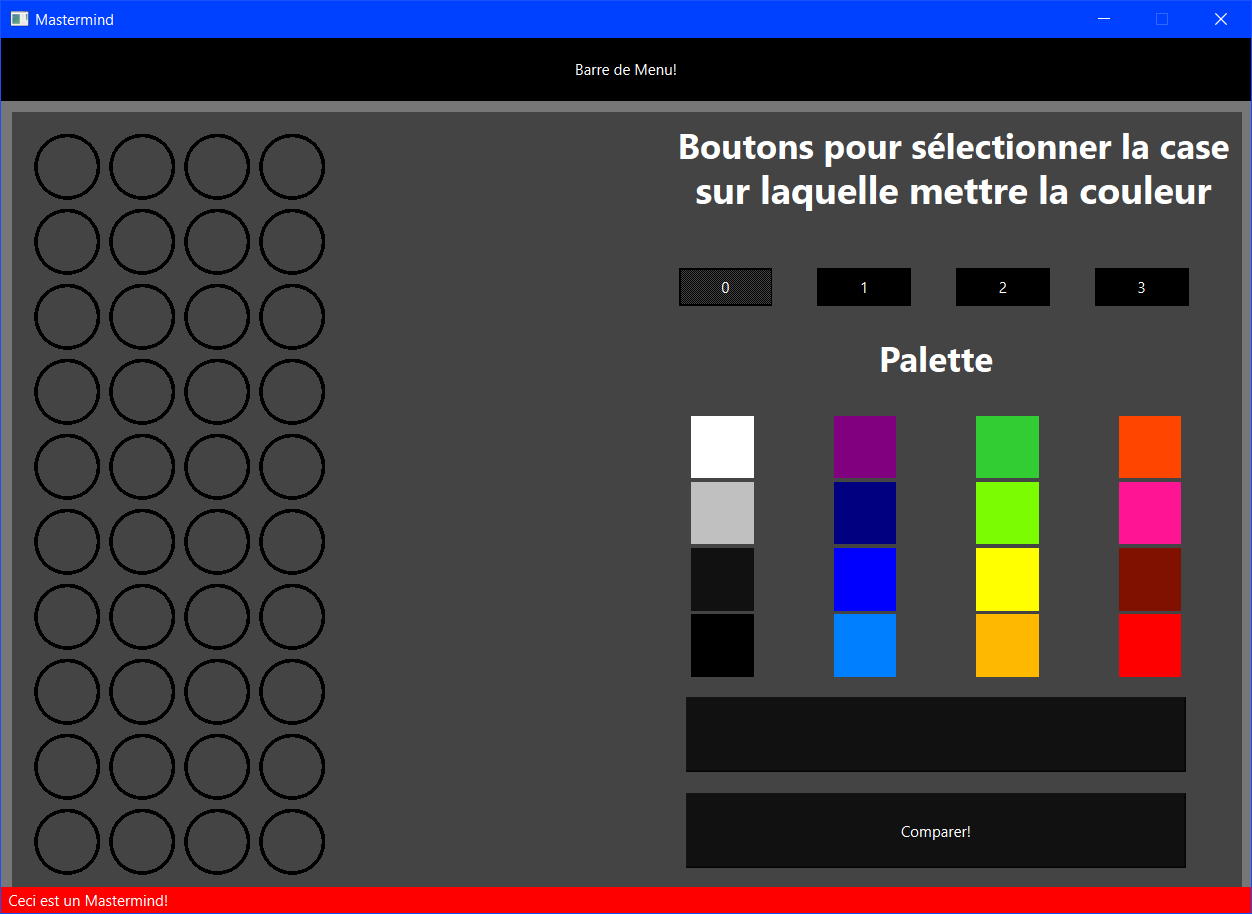 Mastermind
Barre de Menu!
Boutons pour sélectionner la case
sur laquelle mettre la couleur
0 1 2 3
Palette
Comparer!
Ceci est un Mastermind!